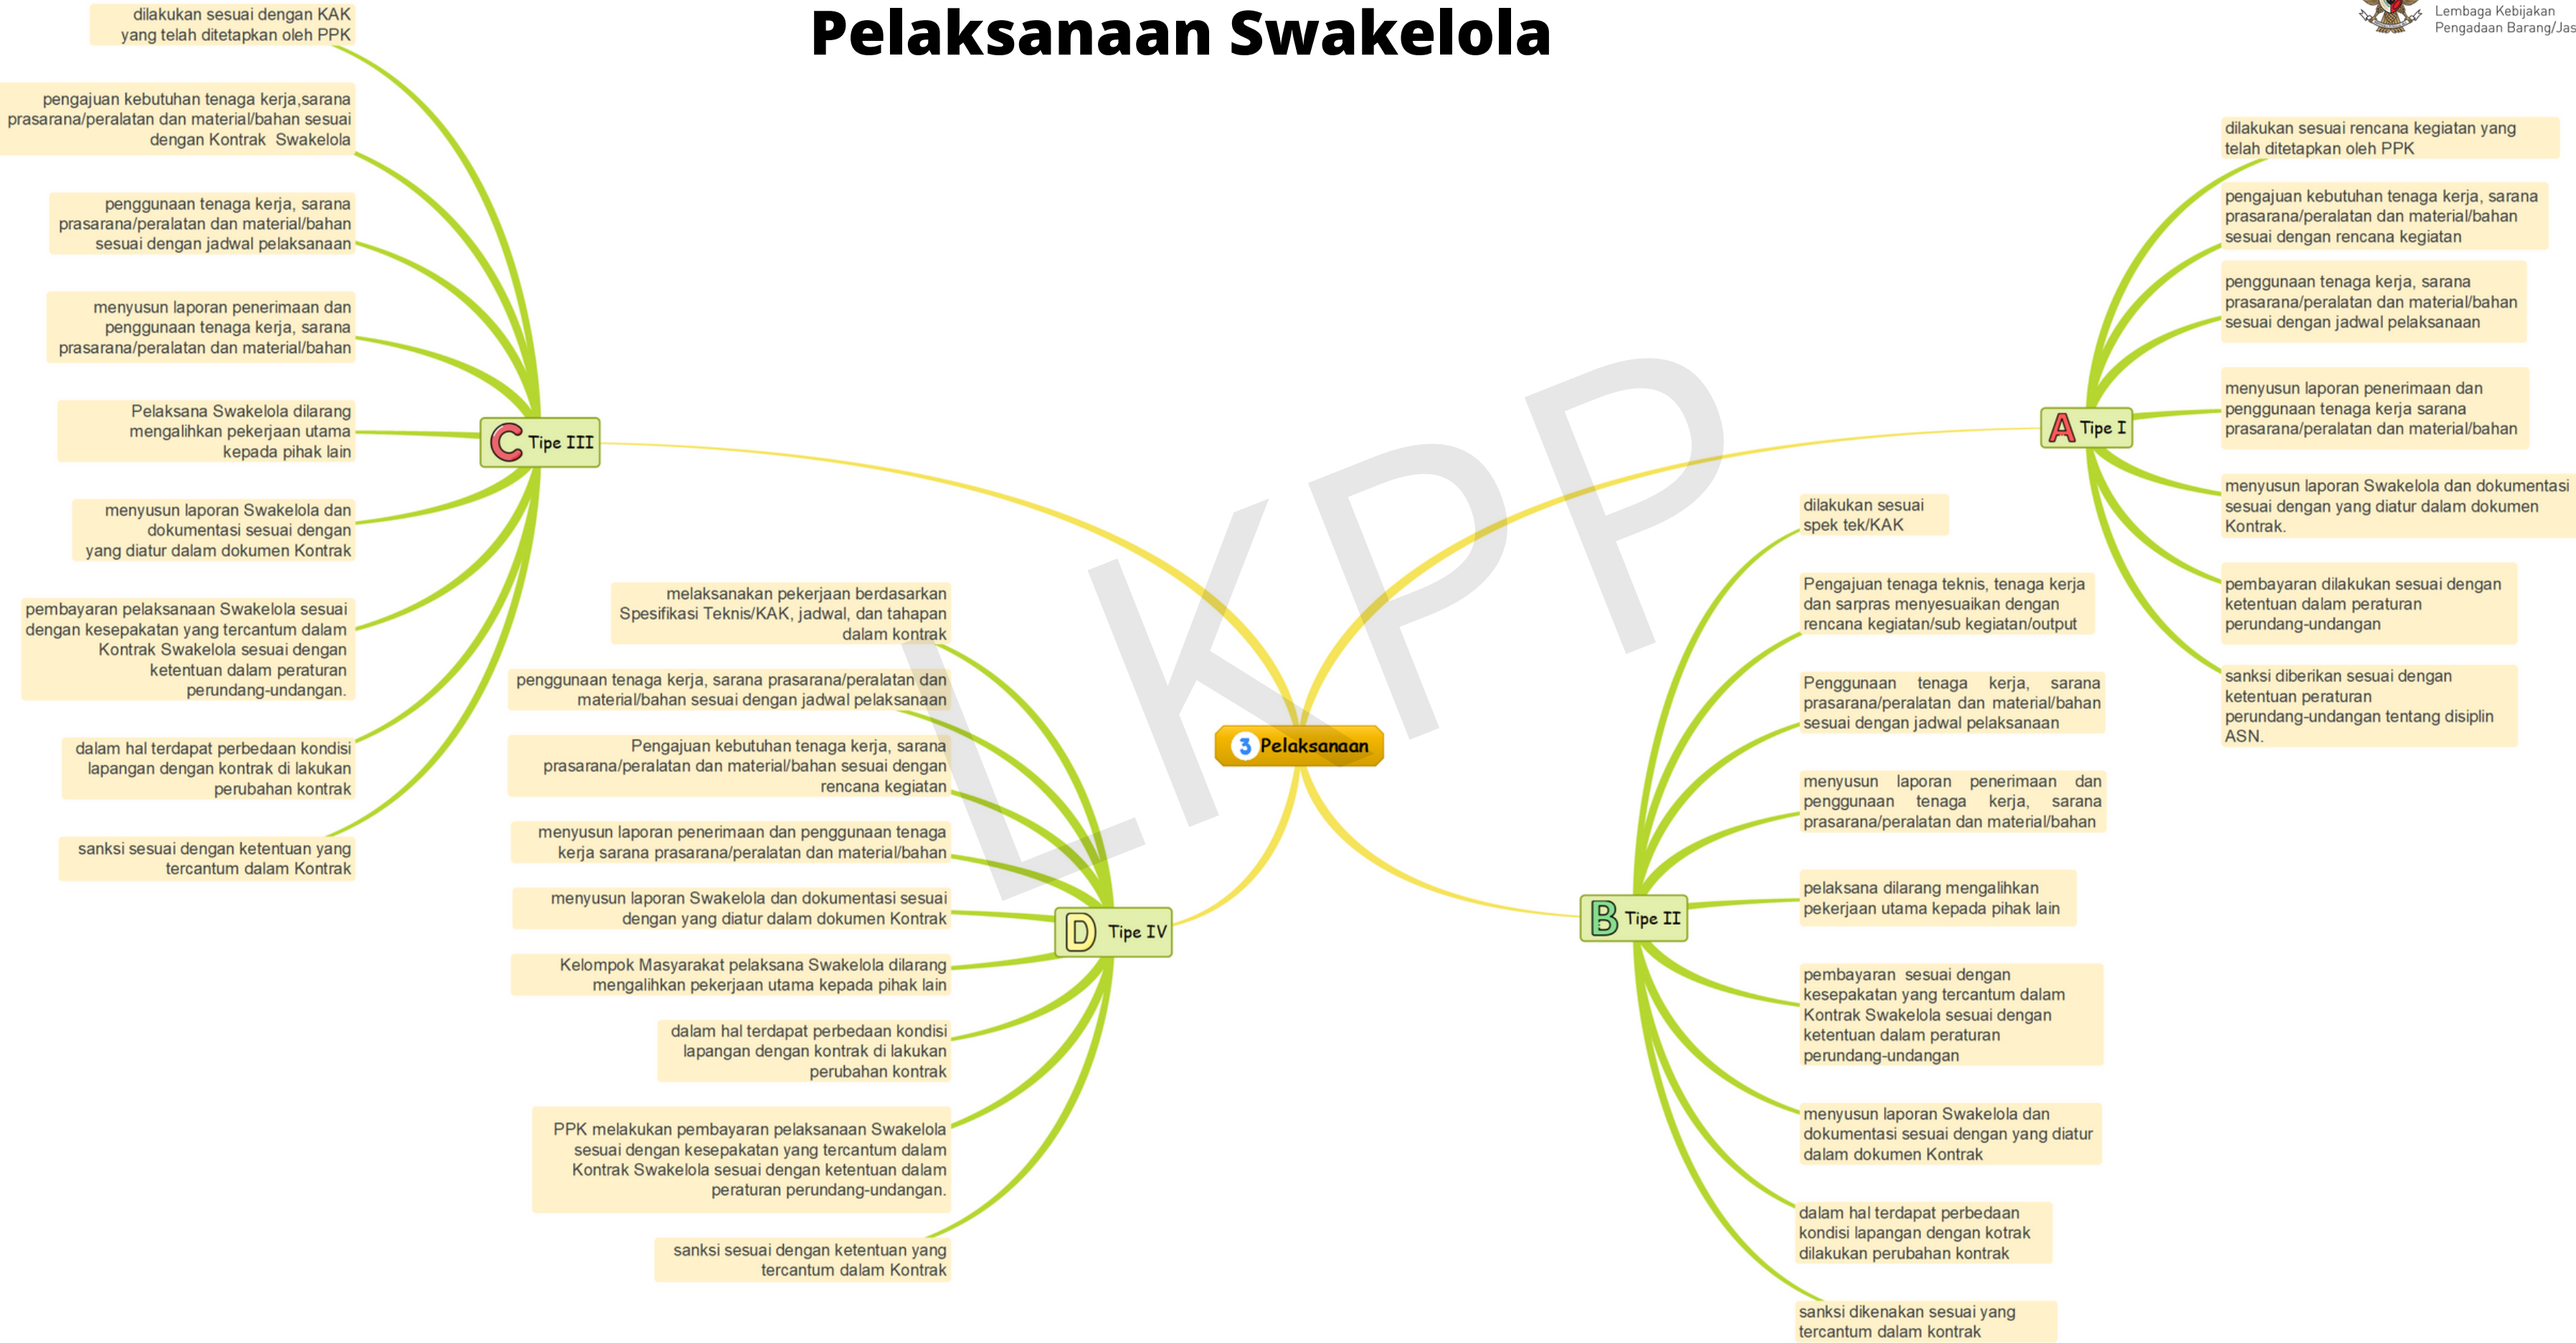 Pelaksanaan Swakelola
Lembaga Kebijakan
Pengadaan Barang/Jas
dilakukan sesuai dengan KAK
yang telah ditetapkan oleh PPK
pengajuan kebutuhan tenaga kerja,sarana
prasarana/peralatan dan material/bahan sesuai
dengan Kontrak Swakelola
penggunaan tenaga kerja, sarana
prasarana/peralatan dan material/bahan
sesuai dengan jadwal pelaksanaan
menyusun laporan penerimaan dan
penggunaan tenaga kerja, sarana
prasarana/peralatan dan material/bahan
Pelaksana Swakelola dilarang
mengalihkan pekerjaan utama
kepada pihak lain
menyusun laporan Swakelola dan
dokumentasi sesuai dengan
yang diatur dalam dokumen Kontrak
pembayaran pelaksanaan Swakelola sesuai
dengan kesepakatan yang tercantum dalam
Kontrak Swakelola sesuai dengan
ketentuan dalam peraturan
perundang-undangan.
dalam hal terdapat perbedaan kondisi
lapangan dengan kontrak di lakukan
perubahan kontrak
sanksi sesuai dengan ketentuan yang
tercantum dalam Kontrak
C Tipe III
melaksanakan pekerjaan berdasarkan
Spesifikasi Teknis/KAK, jadwal, dan tahapan
dalam kontrak
penggunaan tenaga kerja, sarana prasarana/peralatan dan
material/bahan sesuai dengan jadwal pelaksanaan
Pengajuan kebutuhan tenaga kerja, sarana
prasarana/peralatan dan material/bahan sesuai dengan
rencana kegiatan
menyusun laporan penerimaan dan penggunaan tenaga
kerja sarana prasarana/peralatan dan material/bahan
menyusun laporan Swakelola dan dokumentasi sesuai
dengan yang diatur dalam dokumen Kontrak
Kelompok Masyarakat pelaksana Swakelola dilarang
mengalihkan pekerjaan utama kepada pihak lain
dalam hal terdapat perbedaan kondisi
lapangan dengan kontrak di lakukan
perubahan kontrak
PPK melakukan pembayaran pelaksanaan Swakelola
sesuai dengan kesepakatan yang tercantum dalam
Kontrak Swakelola sesuai dengan ketentuan dalam
peraturan perundang-undangan.
sanksi sesuai dengan ketentuan yang
tercantum dalam Kontrak
D Tipe IV
3 Pelaksanaan
LKPP
A Tipe I
dilakukan sesuai rencana kegiatan yang
telah ditetapkan oleh PPK
pengajuan kebutuhan tenaga kerja, sarana
prasarana/peralatan dan material/bahan
sesuai dengan rencana kegiatan
penggunaan tenaga kerja, sarana
prasarana/peralatan dan material/bahan
sesuai dengan jadwal pelaksanaan
menyusun laporan penerimaan dan
penggunaan tenaga kerja sarana
prasarana/peralatan dan material/bahan
menyusun laporan Swakelola dan dokumentasi
sesuai dengan yang diatur dalam dokumen
Kontrak.
pembayaran dilakukan sesuai dengan
ketentuan dalam peraturan
perundang-undangan
sanksi diberikan sesuai dengan
ketentuan peraturan
perundang-undangan tentang disiplin
ASN.
B Tipe II
dilakukan sesuai
spek tek/KAK
Pengajuan tenaga teknis, tenaga kerja
dan sarpras menyesuaikan dengan
rencana kegiatan/sub kegiatan/output
Penggunaan tenaga kerja, sarana
prasarana/peralatan dan material/bahan
sesuai dengan jadwal pelaksanaan
menyusun laporan penerimaan dan
penggunaan tenaga kerja, sarana
prasarana/peralatan dan material/bahan
pelaksana dilarang mengalihkan
pekerjaan utama kepada pihak lain
pembayaran sesuai dengan
kesepakatan yang tercantum dalam
Kontrak Swakelola sesuai dengan
ketentuan dalam peraturan
perundang-undangan
menyusun laporan Swakelola dan
dokumentasi sesuai dengan yang diatur
dalam dokumen Kontrak
dalam hal terdapat perbedaan
kondisi lapangan dengan kotrak
dilakukan perubahan kontrak
sanksi dikenakan sesuai yang
tercantum dalam kontrak